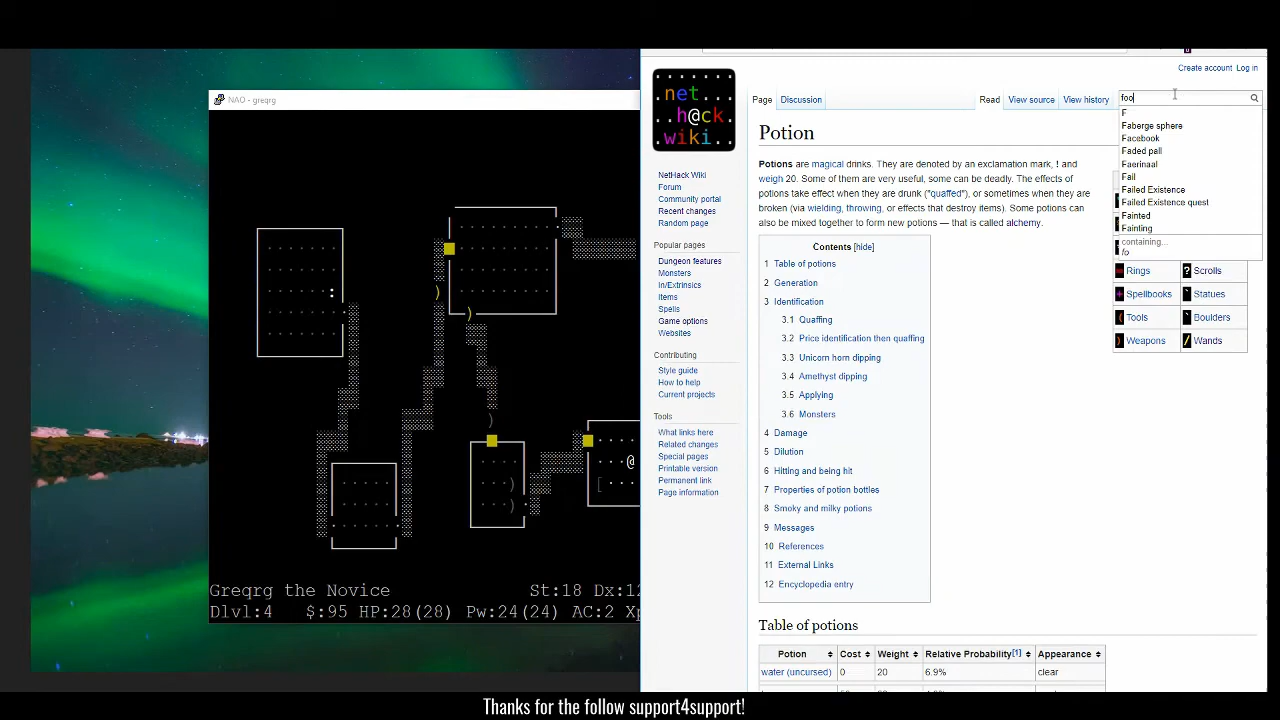 NAO - greqrg
Greqrg the Novice St:18 Dx:12
Dlvl:4 $:95 HP:28(28) Pw:24(24) AC:2 Xp
net
h@ck
wiki
Create account Log in
Page Discussion Read View source View history foo
F
Faberge sphere
Facebook
Faded pall
Faerinaal
Fail
Failed Existence
Failed Existence quest
Fainted
Fainting
containing...
fo
NetHack Wiki
Forum
Community portal
Recent changes
Random page
Popular pages
Dungeon features
Monsters
In/Extrinsics
Items
Spells
Game options
Websites
Contributing
Style guide
How to help
Current projects
Tools
What links here
Related changes
Special pages
Printable version
Permanent link
Page information
Potion
Potions are magical drinks. They are denoted by an exclamation mark, ! and
weigh 20. Some of them are very useful, some can be deadly. The effects of
potions take effect when they are drunk ("quaffed"), or sometimes when they are
broken (via wielding, throwing, or effects that destroy items). Some potions can
also be mixed together to form new potions — that is called alchemy.
Contents [hide]
1 Table of potions
2 Generation
3 Identification
3.1 Quaffing
3.2 Price identification then quaffing
3.3 Unicorn horn dipping
3.4 Amethyst dipping
3.5 Applying
3.6 Monsters
4 Damage
5 Dilution
6 Hitting and being hit
7 Properties of potion bottles
8 Smoky and milky potions
9 Messages
10 References
11 External Links
12 Encyclopedia entry
= Rings ? Scrolls
+ Spellbooks ` Statues
( Tools ` Boulders
) Weapons / Wands
Table of potions
Potion Cost Weight Relative Probability[1] Appearance
water (uncursed) 0 20 6.9% clear
Thanks for the follow support4support!